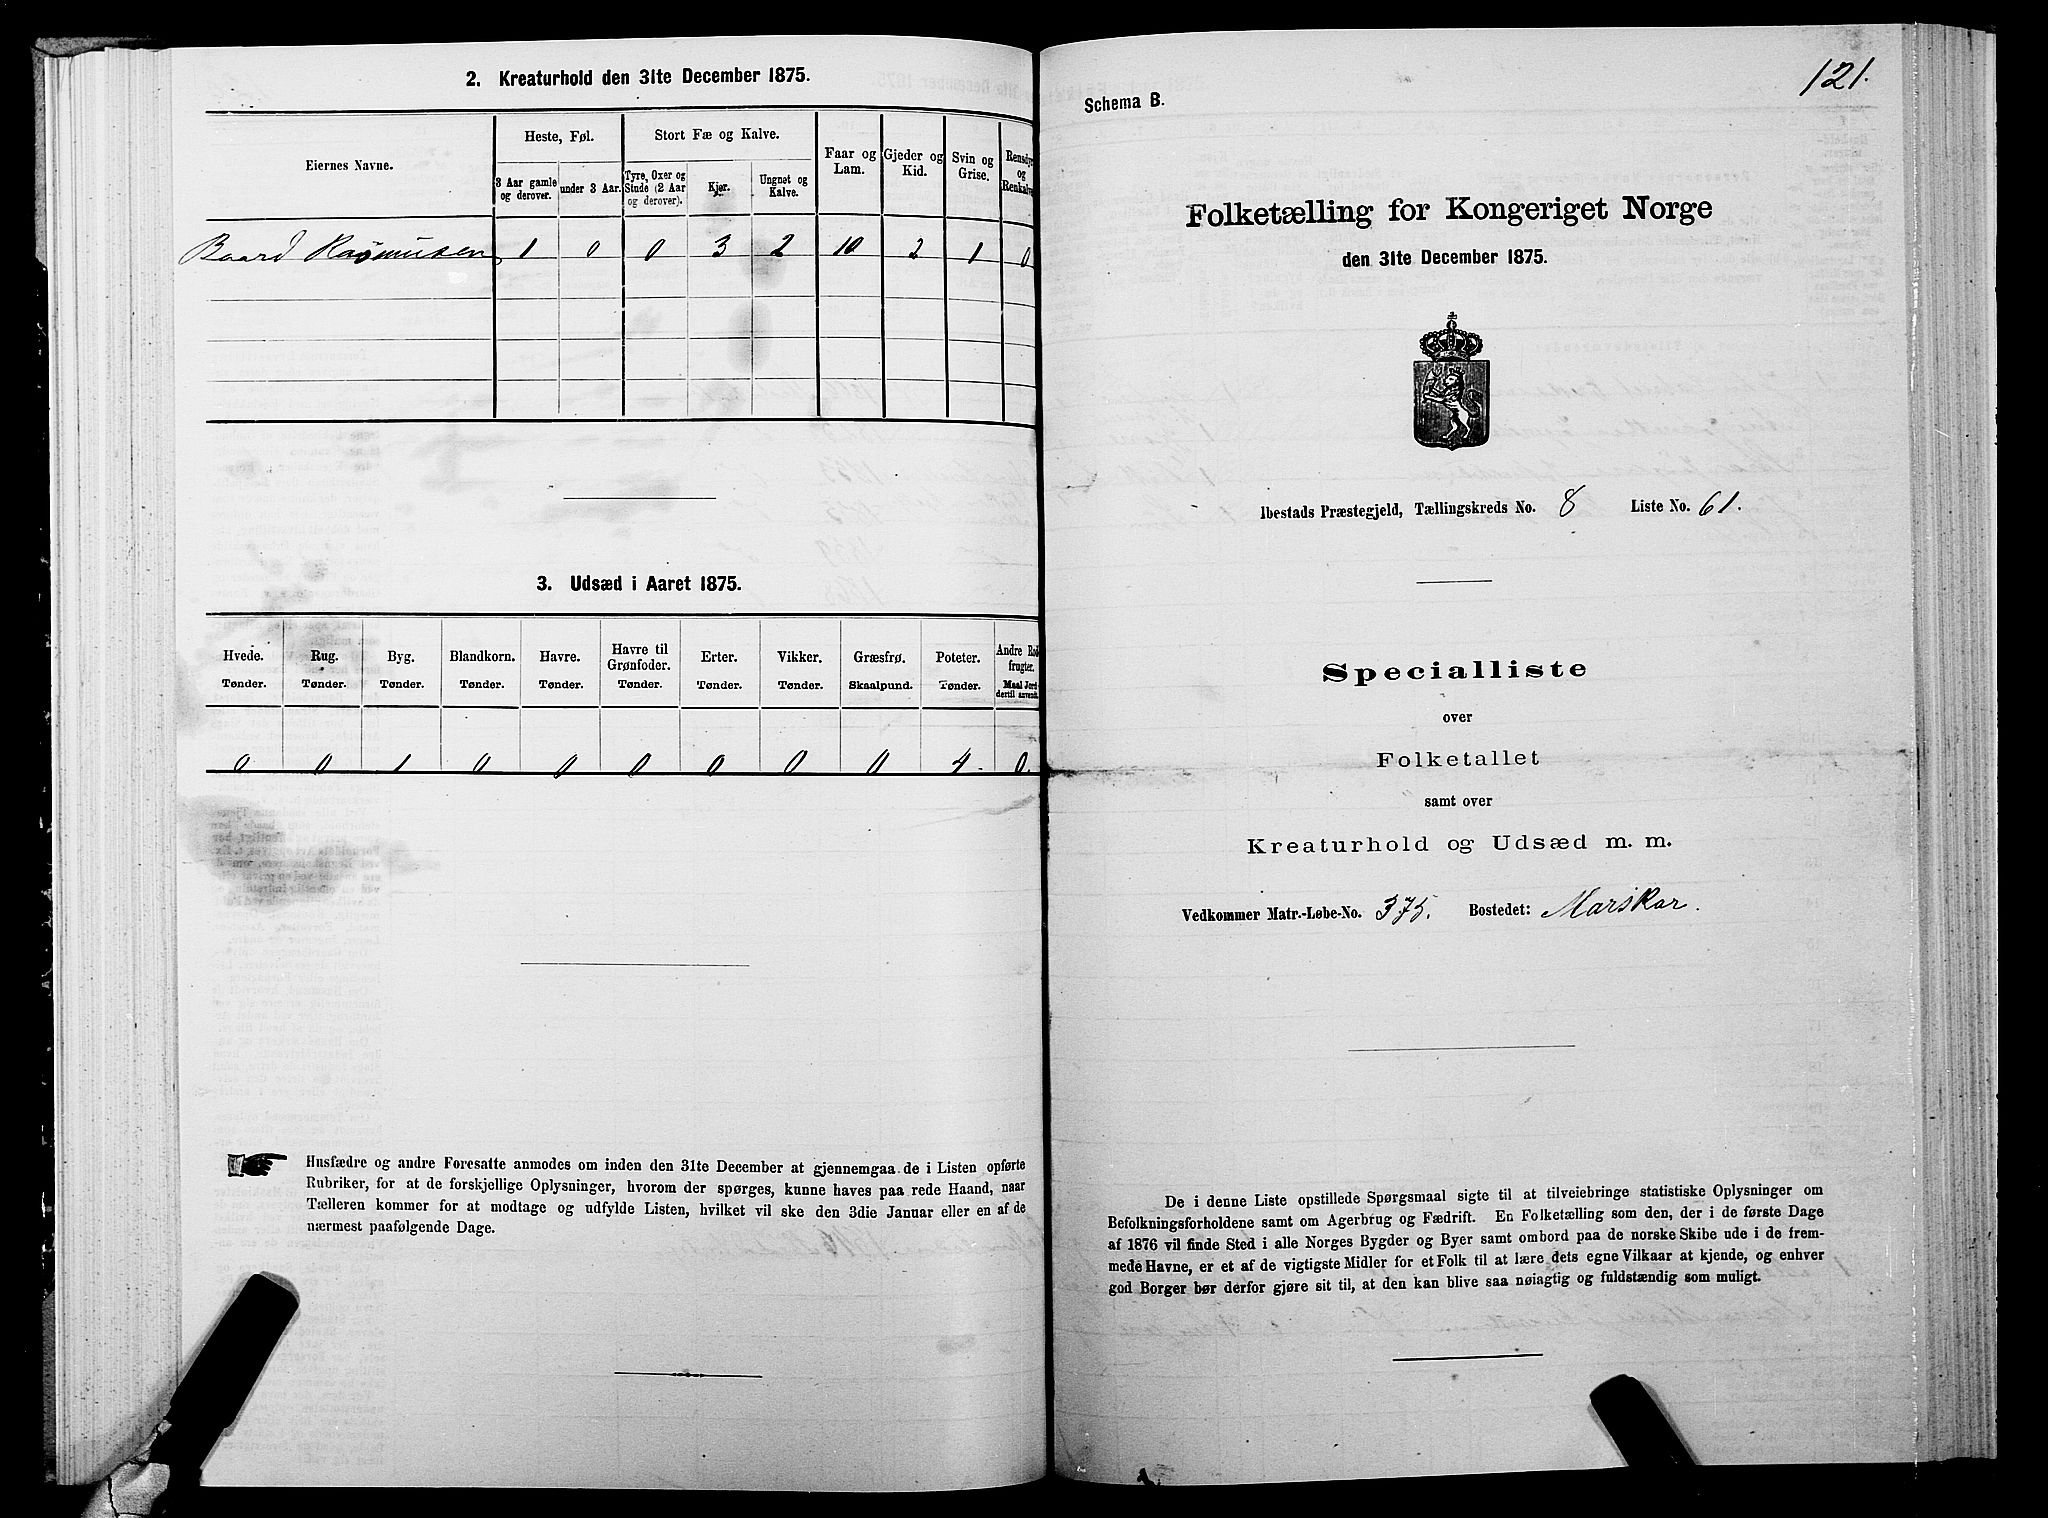 2. Kreaturhold den 31te December 1875.
Eiernes Navne.
Heste, Føl.
Stort Fæ og Kalve.
Faar og Lam.
Gjeder og Kid.
Svin og Grise.
Rensdyr og Renkalve
3 Aar gamle og derover.
under 3 Aar.
Tyre, Oxer og Stude (2 Aar og derover).
Kjør.
Ungnøt og Kalve.
Baard Rasmusen 1 0 0 3 2 10 2 1 0
3. Udsæd i Aaret 1875.
Hvede. Rug. Byg. Blandkorn. Havre. Havre til Grønfoder. Erter. Vikker. Græsfrø. Poteter. Andre Rodfrugter.
Tønder. Tønder. Tønder. Tønder. Tønder. Tønder. Tønder. Tønder. Skaalpund. Tønder. Maal Jord dertil anvendt.
0 0 1 0 0 0 0 0 0 4 0.
Husfædre og andre Foresatte anmodes om inden den 31te December at gjennemgaa de i Listen opførte
Rubriker, for at de forskjellige Oplysninger, hvorom der spørges, kunne haves paa rede Haand, naar
Tælleren kommer for at modtage og udfylde Listen, hvilket vil ske den 3die Januar eller en af de
nærmest paafølgende Dage.
121.
Schema B.
Folketælling for Kongeriget Norge
den 31te December 1875.
Ibestads Præstegjeld, Tællingskreds No. 8 Liste No. 61.
Specialliste
over
Folketallet
samt over
Kreaturhold og Udsæd m. m.
Vedkommer Matr.-Løbe-No. 375. Bostedet: Marskar.
De i denne Liste opstillede Spørgsmaal sigte til at tilveiebringe statistiske Oplysninger om
Befolkningsforholdene samt om Agerbrug og Fædrift. En Folketælling som den, der i de første Dage
af 1876 vil finde Sted i alle Norges Bygder og Byer samt ombord paa de norske Skibe ude i de frem-
mede Havne, er et af de vigtigste Midler for et Folk til at lære dets egne Vilkaar at kjende, og enhver
god Borger bør derfor gjøre sit til, at den kan blive saa nøiagtig og fuldstændig som muligt.